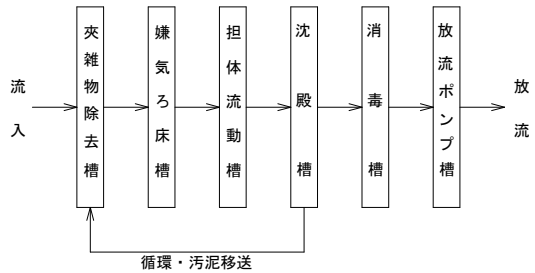 流入
夾雑物除去槽
嫌気ろ床槽
担体流動槽
沈殿槽
消毒槽
放流ポンプ槽
放流
循環・汚泥移送